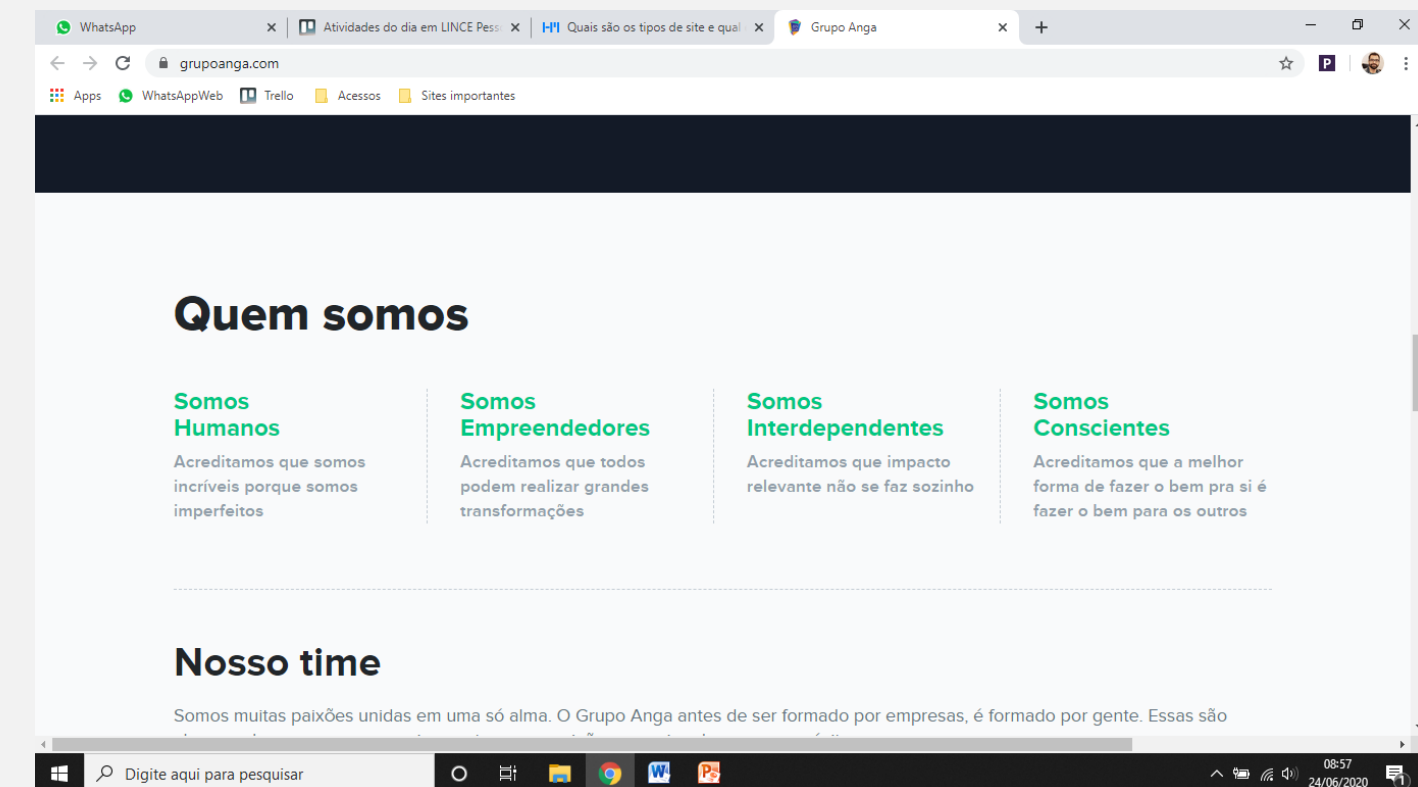 WhatsApp
Atividades do dia em LINCE Pess
Quais são os tipos de site e qual
Grupo Anga
grupoanga.com
P
Apps
WhatsAppWeb
Trello
Acessos
Sites importantes
Quem somos
Somos
Humanos
Acreditamos que somos
incríveis porque somos
imperfeitos
Somos
Empreendedores
Acreditamos que todos
podem realizar grandes
transformações
Somos
Interdependentes
Acreditamos que impacto
relevante não se faz sozinho
Somos
Conscientes
Acreditamos que a melhor
forma de fazer o bem pra si é
fazer o bem para os outros
Nosso time
Somos muitas paixões unidas em uma só alma. O Grupo Anga antes de ser formado por empresas, é formado por gente. Essas são
Digite aqui para pesquisar
08:57
24/06/2020